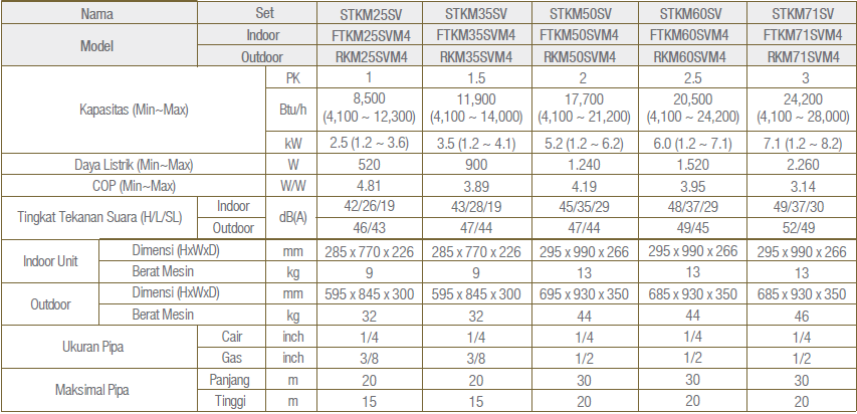 Nama Set STKM25SV STKM35SV STKM50SV STKM60SV STKM71SV
Model Indoor FTKM25SVM4 FTKM35SVM4 FTKM50SVM4 FTKM60SVM4 FTKM71SVM4
Outdoor RKM25SVM4 RKM35SVM4 RKM50SVM4 RKM60SVM4 RKM71SVM4
Kapasitas (Min~Max) PK 1 1.5 2 2.5 3
Btu/h 8,500 11,900 17,700 20,500 24,200
(4,100 ~ 12,300) (4,100 ~ 14,000) (4,100 ~ 21,200) (4,100 ~ 24,200) (4,100 ~ 28,000)
kW 2.5 (1.2 ~ 3.6) 3.5 (1.2 ~ 4.1) 5.2 (1.2 ~ 6.2) 6.0 (1.2 ~ 7.1) 7.1 (1.2 ~ 8.2)
Daya Listrik (Min~Max) W 520 900 1.240 1.520 2.260
COP (Min~Max) W/W 4.81 3.89 4.19 3.95 3.14
Tingkat Tekanan Suara (H/L/SL) Indoor dB(A) 42/26/19 43/28/19 45/35/29 48/37/29 49/37/30
Outdoor 46/43 47/44 47/44 49/45 52/49
Indoor Unit Dimensi (HxWxD) mm 285 x 770 x 226 285 x 770 x 226 295 x 990 x 266 295 x 990 x 266 295 x 990 x 266
Berat Mesin kg 9 9 13 13 13
Outdoor Dimensi (HxWxD) mm 595 x 845 x 300 595 x 845 x 300 695 x 930 x 350 685 x 930 x 350 685 x 930 x 350
Berat Mesin kg 32 32 44 44 46
Ukuran Pipa Cair inch 1/4 1/4 1/4 1/4 1/4
Gas inch 3/8 3/8 1/2 1/2 1/2
Maksimal Pipa Panjang m 20 20 30 30 30
Tinggi m 15 15 20 20 20